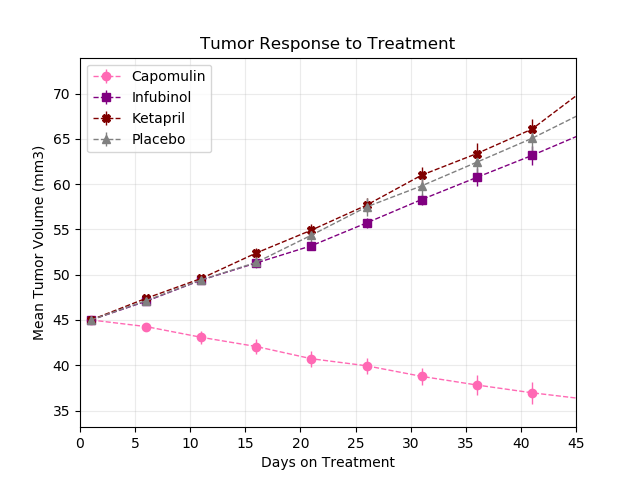 Tumor Response to Treatment
Capomulin
Infubinol
Ketapril
Placebo
Mean Tumor Volume (mm3)
70
65
60
55
50
45
40
35
0 5 10 15 20 25 30 35 40 45
Days on Treatment